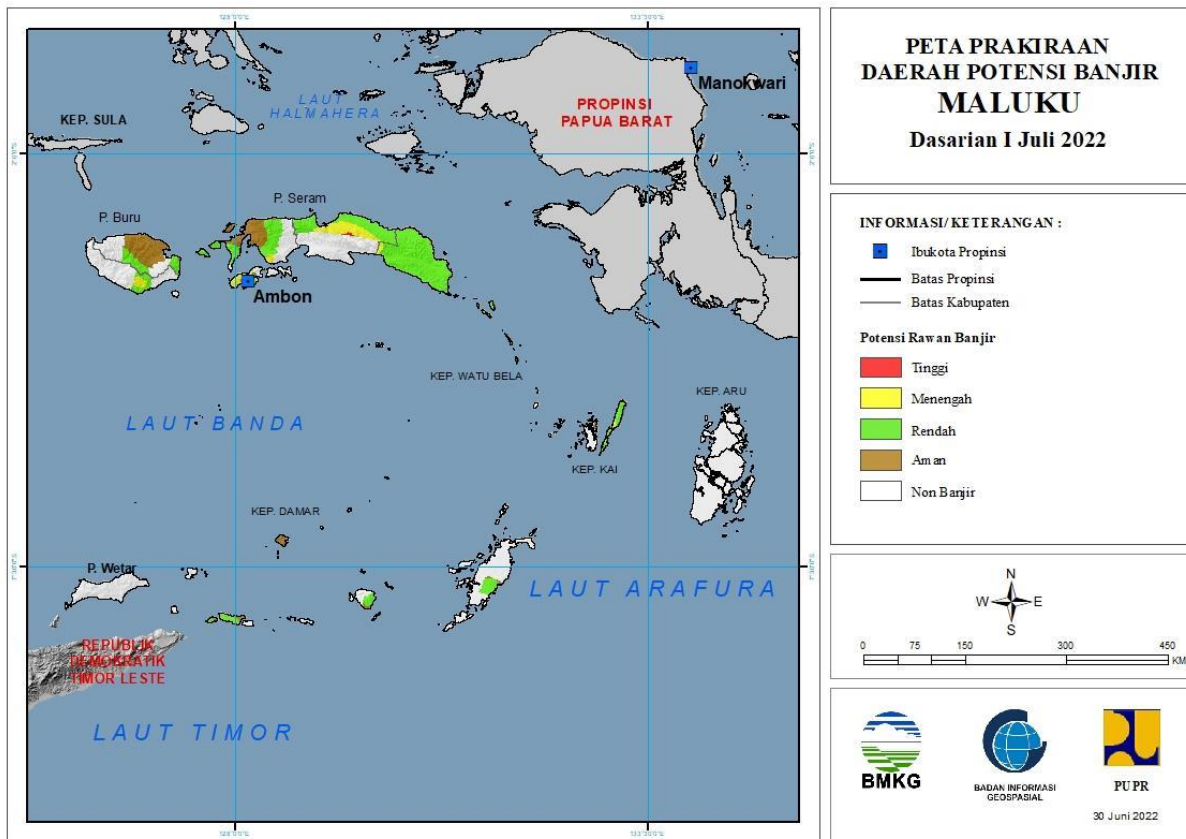 PETA PRAKIRAAN
DAERAH POTENSI BANJIR
MALUKU
Dasarian I Juli 2022
LAUT
HALMAHERA
Manokwari
PROPINSI
PAPUA BARAT
KEP. SULA
P. Buru
P. Seram
Ambon
KEP. WATU BELA
KEP. ARU
LAUT BANDA
KEP. KAI
KEP. DAMAR
P. Wetar
LAUT ARAFURA
REPUBLIK
DEMOKRATIK
TIMOR LESTE
LAUT TIMOR
INFORMASI/ KETERANGAN :
Ibukota Propinsi
Batas Propinsi
Batas Kabupaten
Potensi Rawan Banjir
Tinggi
Menengah
Rendah
Aman
Non Banjir
N
W E
S
0 75 150 300 450
KM
BMKG
BADAN INFORMASI
GEOSPASIAL
PUPR
30 Juni 2022